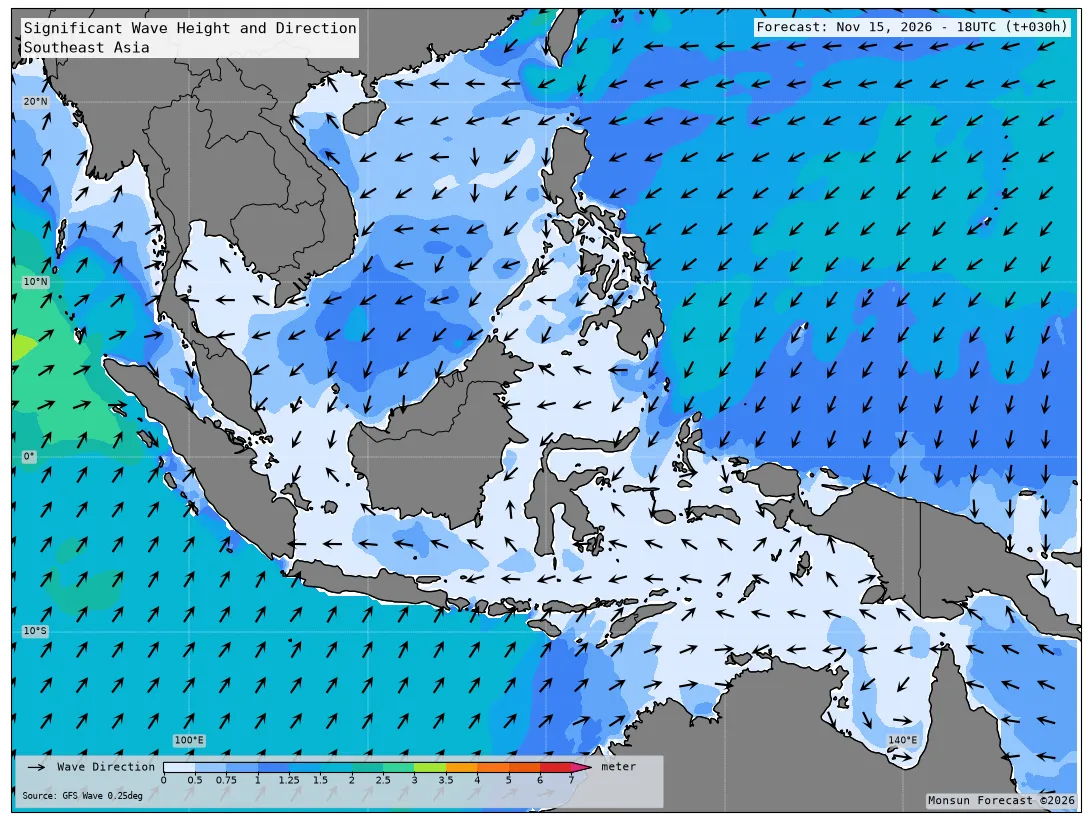 Significant Wave Height and Direction
Southeast Asia
Forecast: Nov 15, 2026 - 18UTC (t+030h)
20°N
10°N
0°
10°S
100°E
140°E
Wave Direction
meter
0 0.5 0.75 1 1.25 1.5 2 2.5 3 3.5 4 5 6 7
Source: GFS Wave 0.25deg
Monsun Forecast ©2026